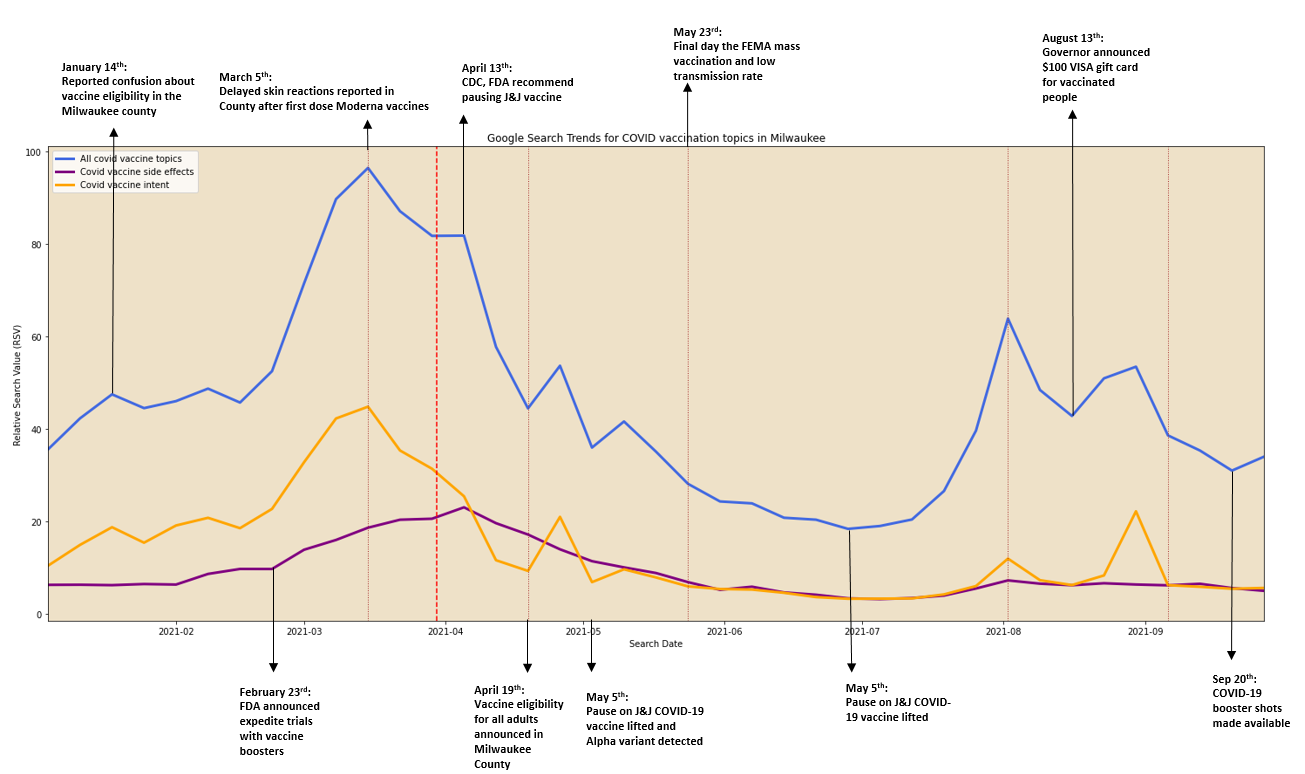 January 14th:
Reported confusion about
vaccine eligibility in the
Milwaukee county
March 5th:
Delayed skin reactions reported in
County after first dose Moderna vaccines
April 13th:
CDC, FDA recommend
pausing J&J vaccine
May 23rd:
Final day the FEMA mass
vaccination and low
transmission rate
August 13th:
Governor announced
$100 VISA gift card
for vaccinated
people
Google Search Trends for COVID vaccination topics in Milwaukee
All covid vaccine topics
Covid vaccine side effects
Covid vaccine intent
Relative Search Value (RSV)
100
80
60
40
20
0
2021-02
2021-03
2021-04
2021-05
2021-06
2021-07
2021-08
2021-09
Search Date
February 23rd:
FDA announced
expedite trials
with vaccine
boosters
April 19th:
Vaccine eligibility
for all adults
announced in
Milwaukee
County
May 5th:
Pause on J&J COVID-19
vaccine lifted and
Alpha variant detected
May 5th:
Pause on J&J COVID-
19 vaccine lifted
Sep 20th:
COVID-19
booster shots
made available